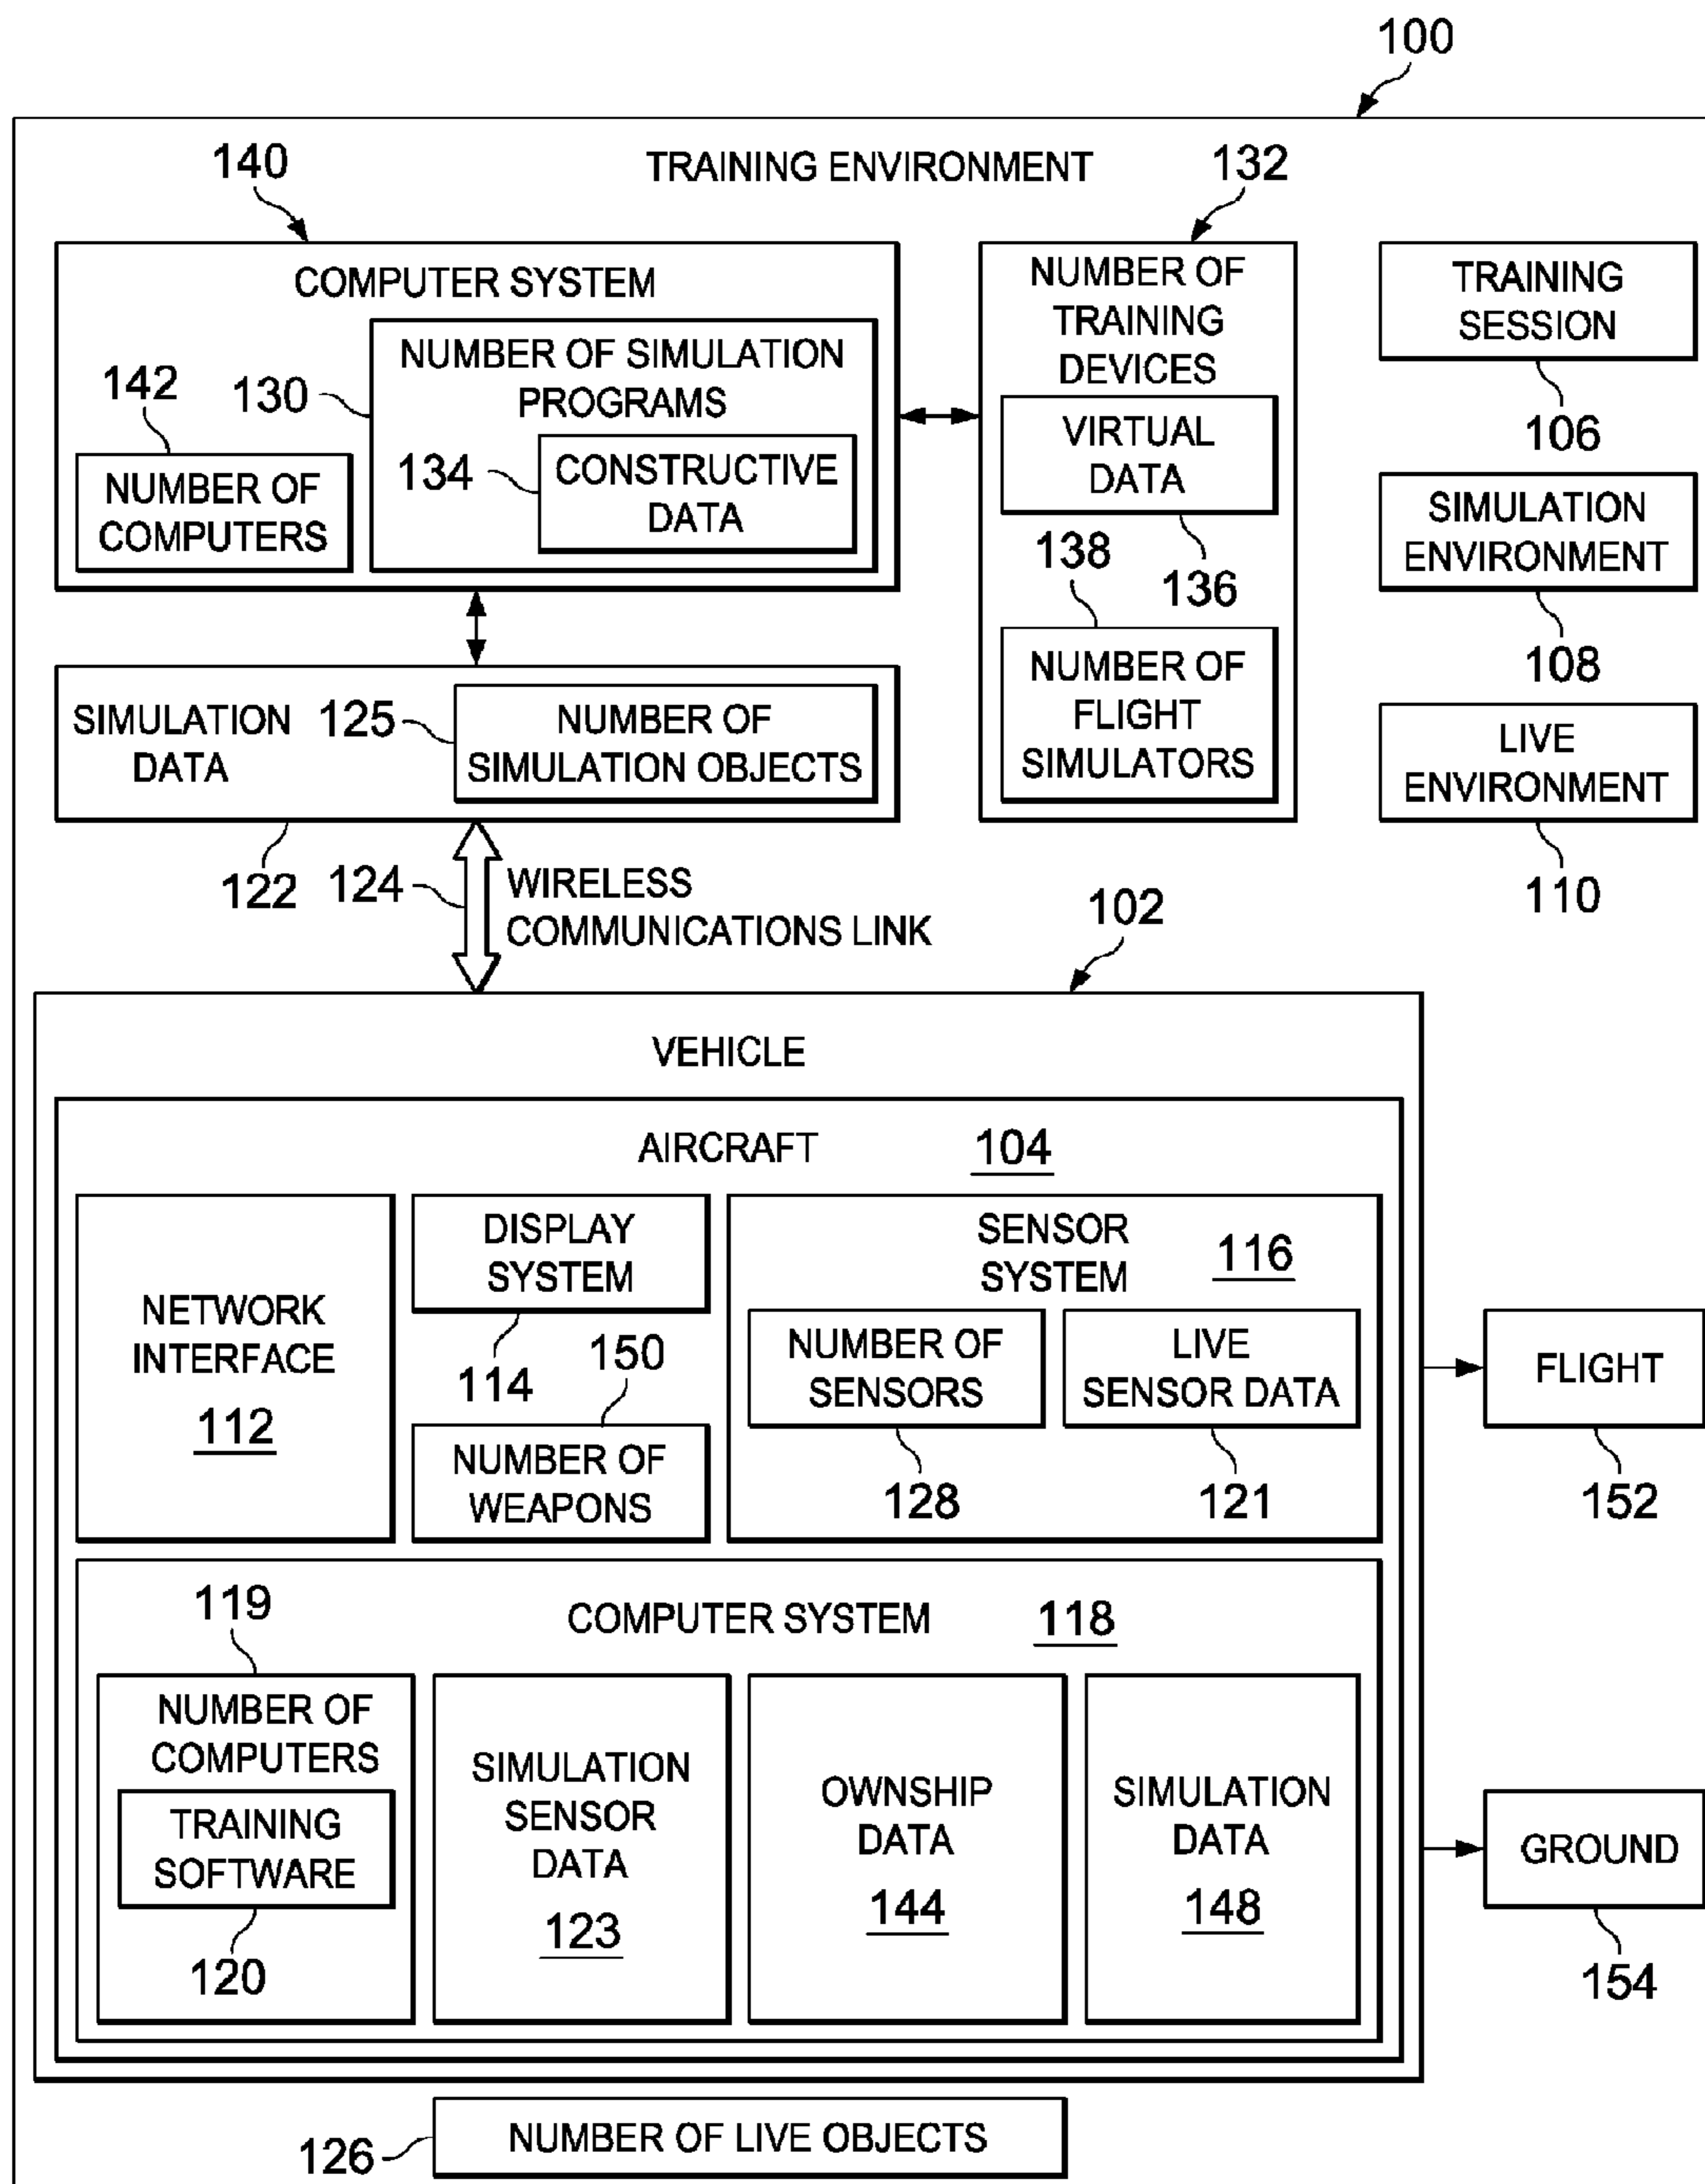 100
TRAINING ENVIRONMENT
140
132
COMPUTER SYSTEM
142
130
NUMBER OF SIMULATION
PROGRAMS
134
CONSTRUCTIVE
DATA
NUMBER OF
COMPUTERS
NUMBER OF
TRAINING
DEVICES
VIRTUAL
DATA
136
138
NUMBER OF
FLIGHT
SIMULATORS
TRAINING
SESSION
106
SIMULATION
ENVIRONMENT
108
LIVE
ENVIRONMENT
110
SIMULATION
DATA
125
NUMBER OF
SIMULATION OBJECTS
122
124
WIRELESS
COMMUNICATIONS LINK
102
VEHICLE
AIRCRAFT
104
NETWORK
INTERFACE
112
DISPLAY
SYSTEM
114
150
NUMBER OF
WEAPONS
SENSOR
SYSTEM
116
NUMBER OF
SENSORS
128
LIVE
SENSOR DATA
121
FLIGHT
152
119
COMPUTER SYSTEM
118
NUMBER OF
COMPUTERS
TRAINING
SOFTWARE
120
SIMULATION
SENSOR
DATA
123
OWNSHIP
DATA
144
SIMULATION
DATA
148
GROUND
154
126
NUMBER OF LIVE OBJECTS